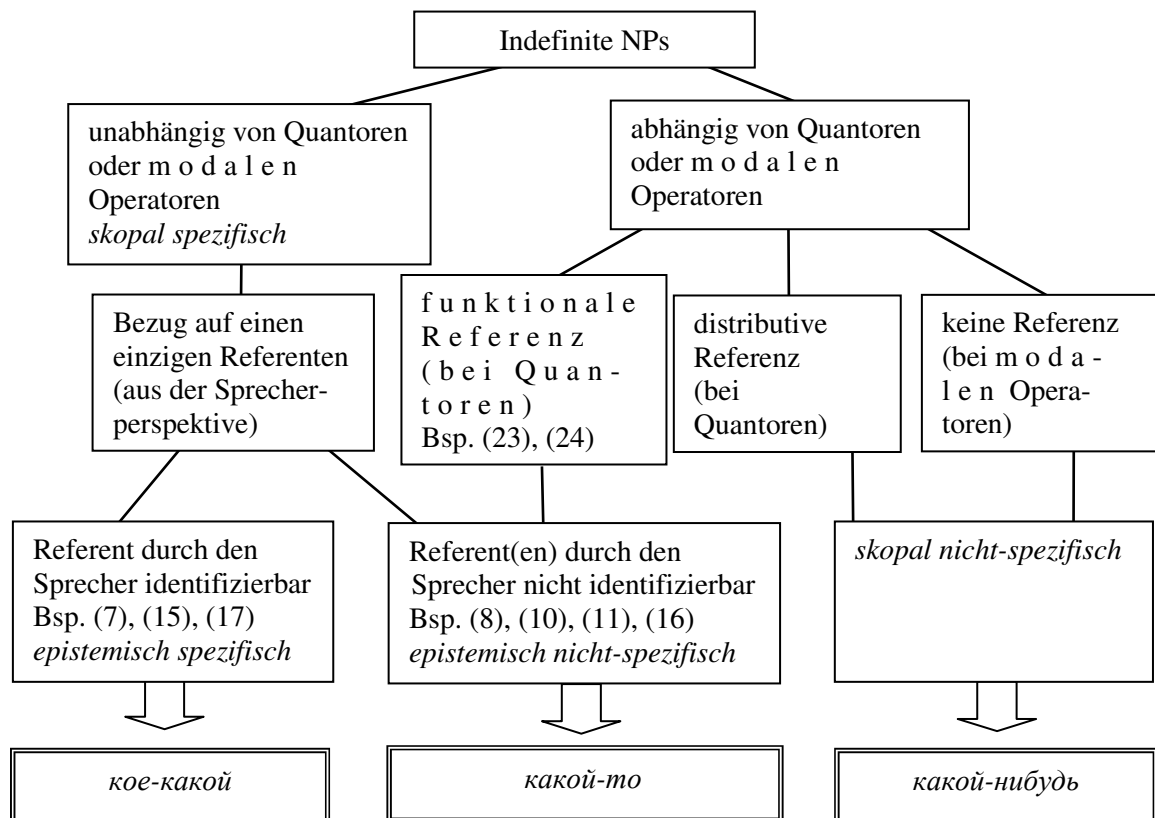 Indefinite NPs
unabhängig von Quantoren
oder m o d a l e n
Operatoren
skopal spezifisch
abhängig von Quantoren
oder m o d a l e n
Operatoren
Bezug auf einen
einzigen Referenten
(aus der Sprecher-
perspektive)
f u n k t i o n a l e
R e f e r e n z
( b e i Q u a n -
t o r e n )
Bsp. (23), (24)
distributive
Referenz
(bei
Quantoren)
keine Referenz
(bei m o d a -
l e n Opera-
toren)
Referent durch den
Sprecher identifizierbar
Bsp. (7), (15), (17)
epistemisch spezifisch
Referent(en) durch den
Sprecher nicht identifizierbar
Bsp. (8), (10), (11), (16)
epistemisch nicht-spezifisch
skopal nicht-spezifisch
кое-какой
какой-то
какой-нибудь